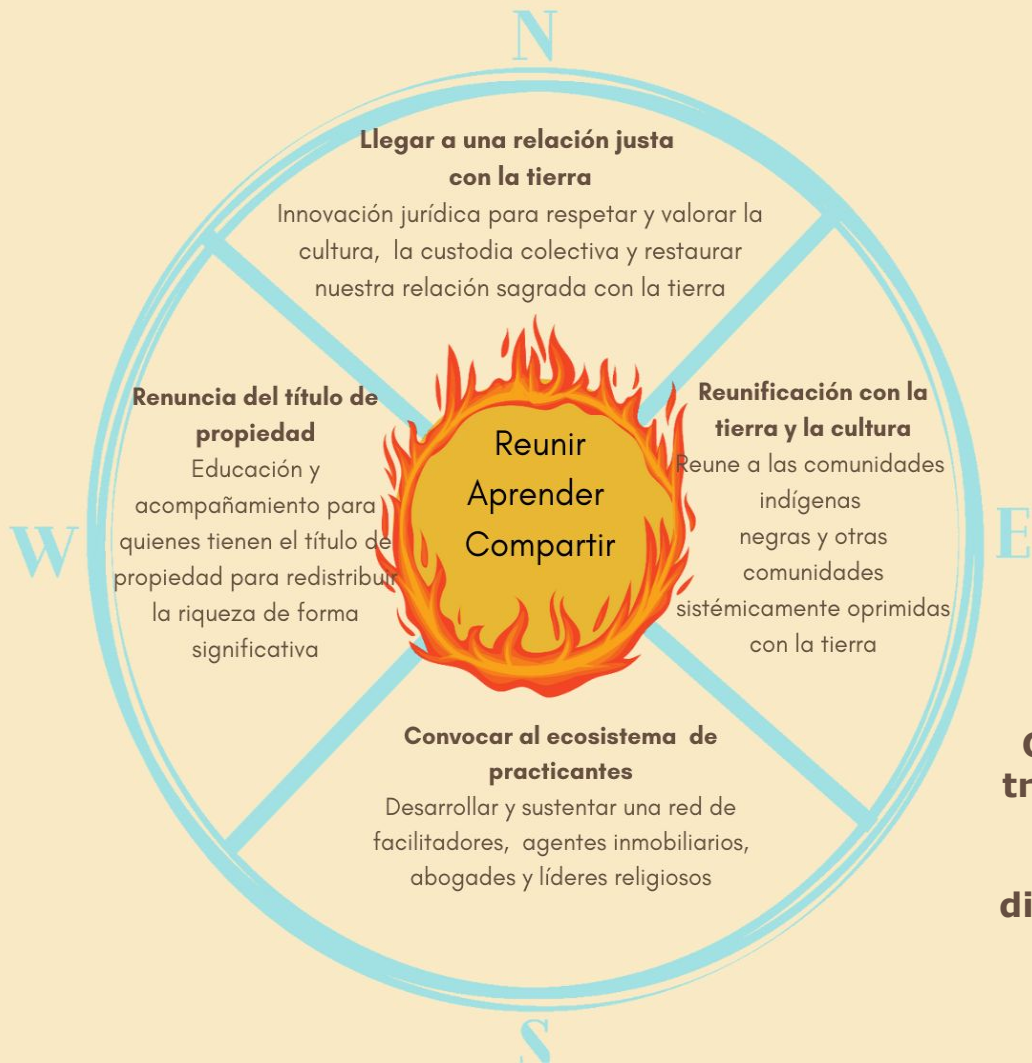 N
Llegar a una relación justa
con la tierra
Innovación jurídica para respetar y valorar la
cultura,  la custodia colectiva y restaurar
nuestra relación sagrada con la tierra
W
Renuncia del título de
propiedad
Educación y
acompañamiento para
quienes tienen el título de
propiedad para redistribuir
la riqueza de forma
significativa
Reunir
Aprender
Compartir
Reunificación con la
tierra y la cultura
Reune a las comunidades
indígenas
negras y otras
comunidades
sistémicamente oprimidas
con la tierra
E
Convocar al ecosistema  de
practicantes
Desarrollar y sustentar una red de
facilitadores,  agentes inmobiliarios,
abogades y líderes religiosos
S